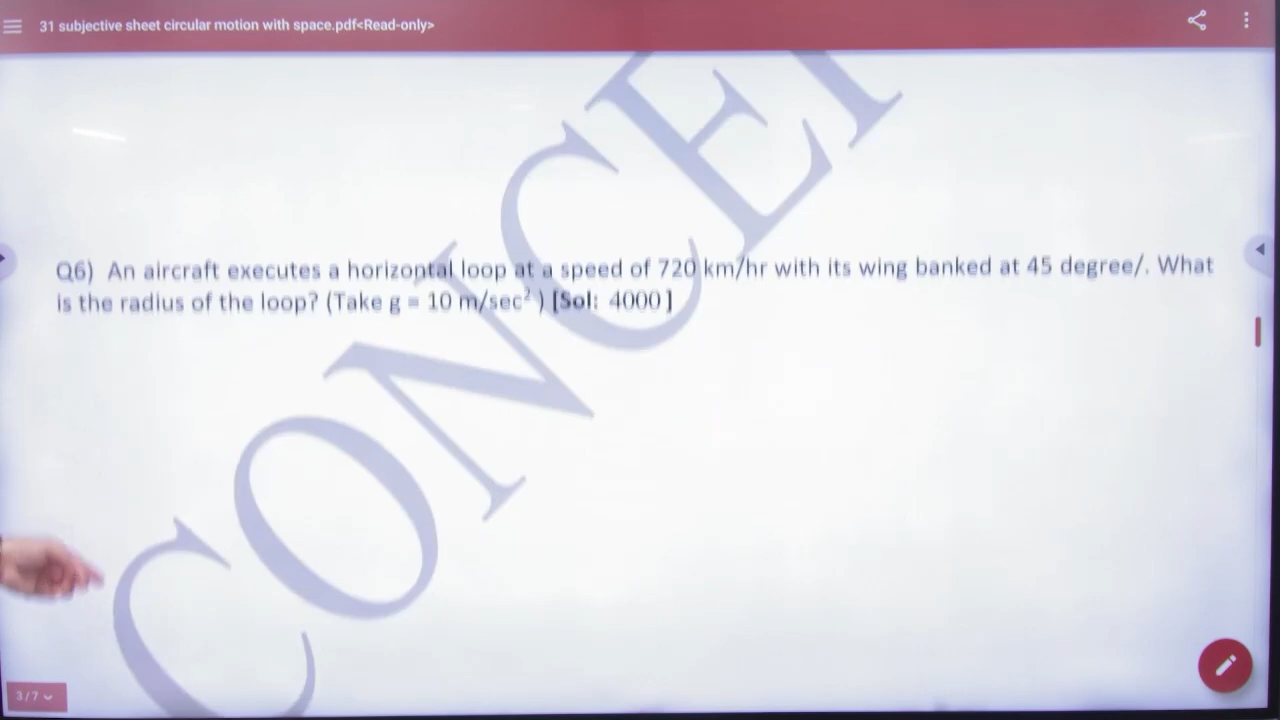 31 subjective sheet circular motion with space.pdf<Read-only>
Q6) An aircraft executes a horizontal loop at a speed of 720 km/hr with its wing banked at 45 degree/. What
is the radius of the loop? (Take g = 10 m/sec² ) [Sol: 4000 ]
CONCE
3/7